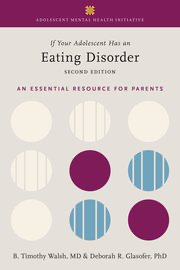 ADOLESCENT MENTAL HEALTH INITIATIVE
If Your Adolescent Has an
Eating Disorder
SECOND EDITION
AN ESSENTIAL RESOURCE FOR PARENTS
B. Timothy Walsh, MD & Deborah R. Glasofer, PhD